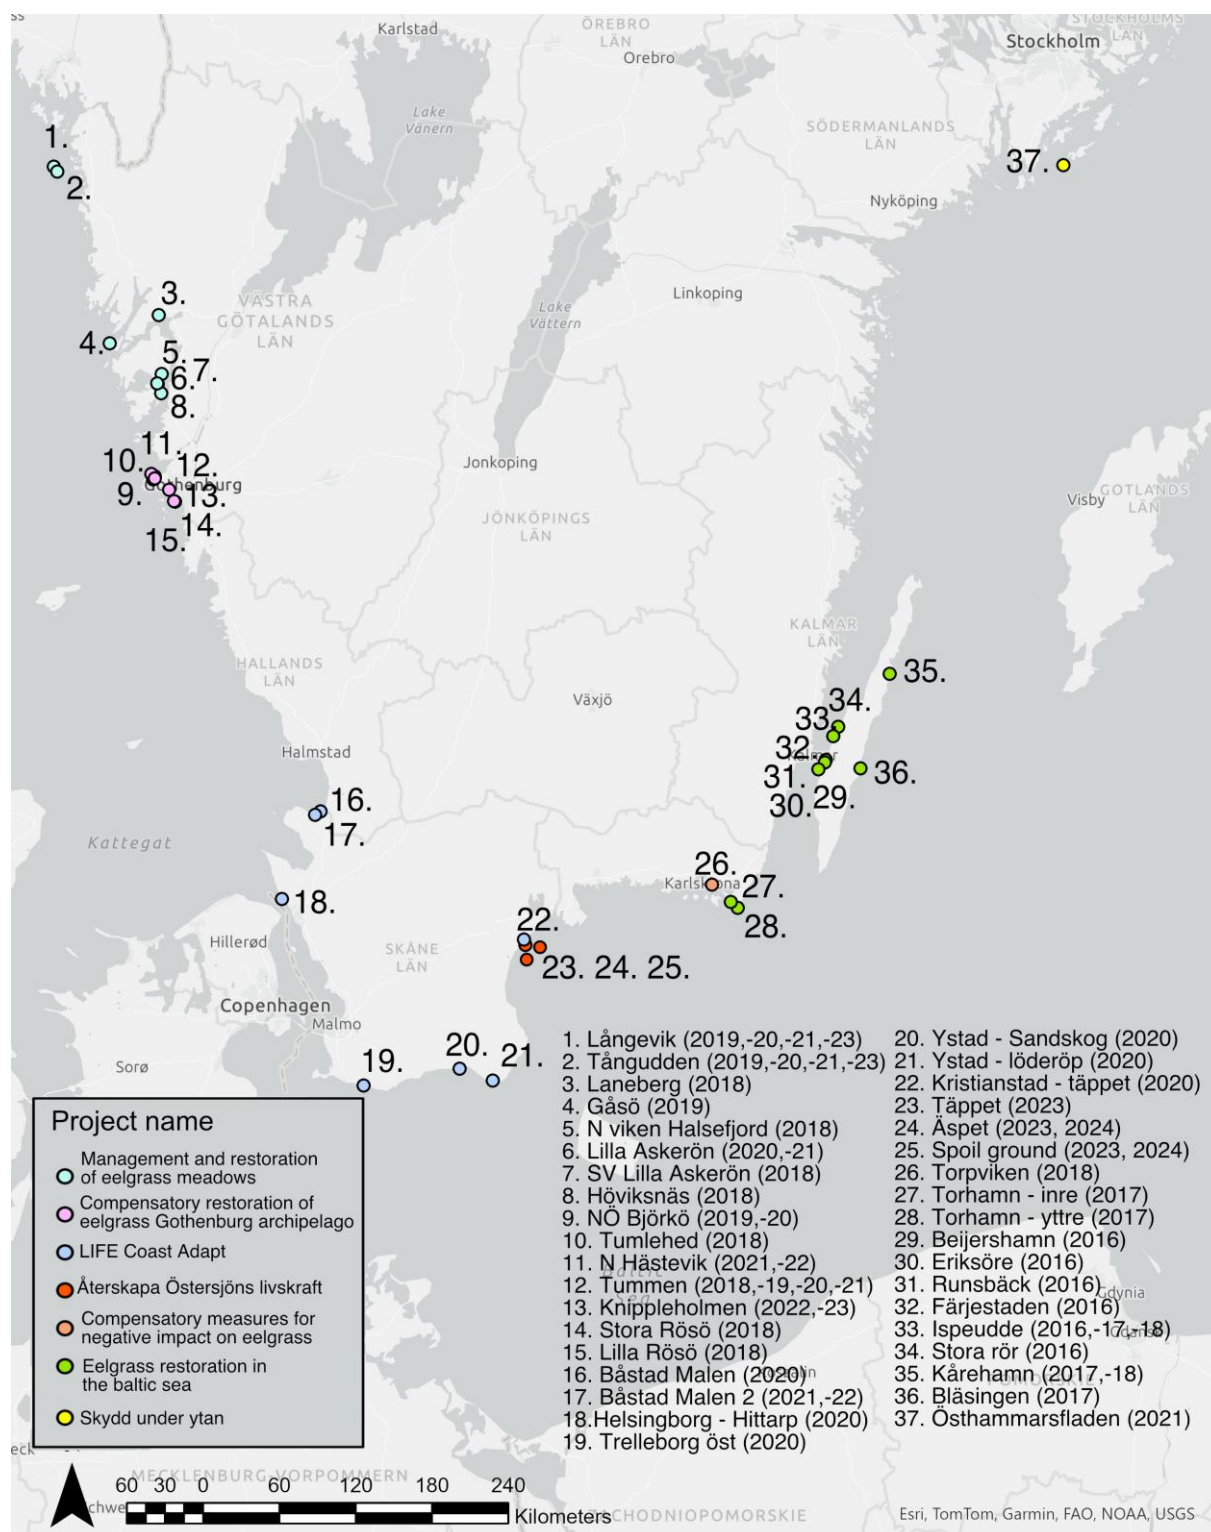 Karlstad
ÖREBRO
LÄN
Orebro
STOCKHOLMS
LÄN
Stockholm
Lake
Vänern
SÖDERMANLANDS
LÄN
1.
2.
37.
Nyköping
3.
VÄSTRA
GÖTALANDS
LÄN
Linkoping
Lake
Vättern
4.
5.
6.
7.
8.
11.
10.
12.
Gothenburg
9.
13.
14.
15.
Jonkoping
JÖNKÖPINGS
LÄN
Visby
GOTLANDS
LÄN
KALMAR
LÄN
HALLANDS
LÄN
Växjö
35.
34.
33.
32.
Kalmar
31.
36.
30.
29.
Halmstad
16.
17.
Kattegat
26.
Karlskrona
27.
28.
18.
22.
Hillerød
SKÅNE
LÄN
23. 24. 25.
Copenhagen
Malmo
Sorø
19.
20.
21.
1. Långevik (2019,-20,-21,-23)
2. Tångudden (2019,-20,-21,-23)
3. Laneberg (2018)
4. Gåsö (2019)
5. N viken Halsefjord (2018)
6. Lilla Askerön (2020,-21)
7. SV Lilla Askerön (2018)
8. Höviksnäs (2018)
9. NÖ Björkö (2019,-20)
10. Tumlehed (2018)
11. N Hästevik (2021,-22)
12. Tummen (2018,-19,-20,-21)
13. Knippleholmen (2022,-23)
14. Stora Rösö (2018)
15. Lilla Rösö (2018)
16. Båstad Malen (2020)
17. Båstad Malen 2 (2021,-22)
18.Helsingborg - Hittarp (2020)
19. Trelleborg öst (2020)
20. Ystad - Sandskog (2020)
21. Ystad - löderöp (2020)
22. Kristianstad - täppet (2020)
23. Täppet (2023)
24. Äspet (2023, 2024)
25. Spoil ground (2023, 2024)
26. Torpviken (2018)
27. Torhamn - inre (2017)
28. Torhamn - yttre (2017)
29. Beijershamn (2016)
30. Eriksöre (2016)
31. Runsbäck (2016)
32. Färjestaden (2016)
33. Ispeudde (2016,-17,-18)
34. Stora rör (2016)
35. Kårehamn (2017,-18)
36. Bläsingen (2017)
37. Östhammarsfladen (2021)
Baltic
Sea
Gdynia
Gdańsk
Koszalin
POMORSKIE
Project name
Management and restoration
of eelgrass meadows
Compensatory restoration of
eelgrass Gothenburg archipelago
LIFE Coast Adapt
Återskapa Östersjöns livskraft
Compensatory measures for
negative impact on eelgrass
Eelgrass restoration in
the baltic sea
Skydd under ytan
MECKLENBURG-VORPOMMERN
60 30 0 60 120 180 240
Kilometers
ZACHODNIOPOMORSKIE
Esri, TomTom, Garmin, FAO, NOAA, USGS